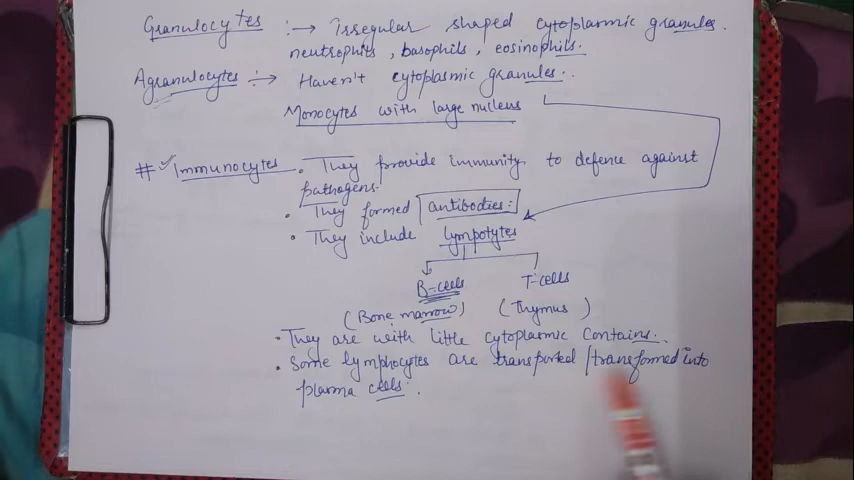 Granulocytes :→ Irregular shaped cytoplasmic granules.
neutrophils, basophils, eosinophils.
Agranulocytes :→ Haven't cytoplasmic granules.
Monocytes with large nucleus
# ✓Immunocytes • They provide immunity to defence against
pathogens.
• They formed antibodies:
• They include lympotytes
B-cells T-cells
(Bone marrow) (Thymus)
• They are with little cytoplasmic contains.
• Some lymphocytes are transported/transformed into
plasma cells.